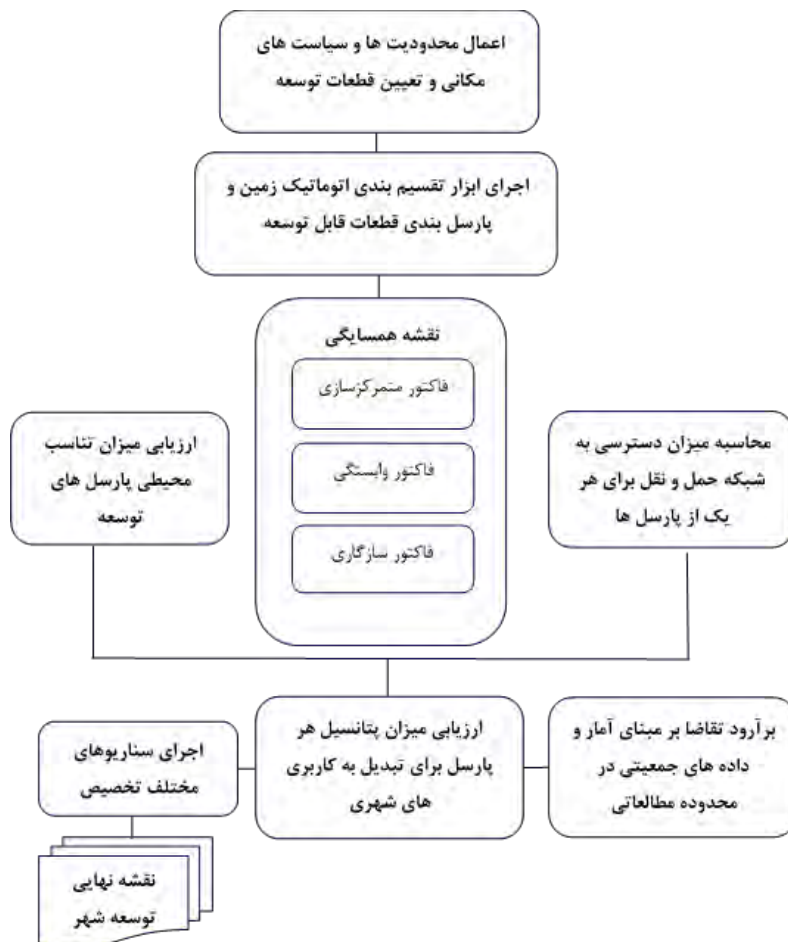 اعمال محدودیت ها و سیاست های
مکانی و تعیین قطعات توسعه
اجرای ابزار تقسیم بندی اتوماتیک زمین و
پارسل بندی قطعات قابل توسعه
نقشه همسایگی
فاکتور متمرکزسازی
فاکتور وابستگی
فاکتور سازگاری
محاسبه میزان دسترسی به
شبکه حمل و نقل برای هر
یک از پارسل ها
ارزیابی میزان تناسب
محیطی پارسل های
توسعه
برآرود تقاضا بر مبنای آمار و
داده های جمعیتی در
محدوده مطالعاتی
ارزیابی میزان پتانسیل هر
پارسل برای تبدیل به کاربری
های شهری
اجرای سناریوهای
مختلف تخصیص
نقشه نهایی
توسعه شهر